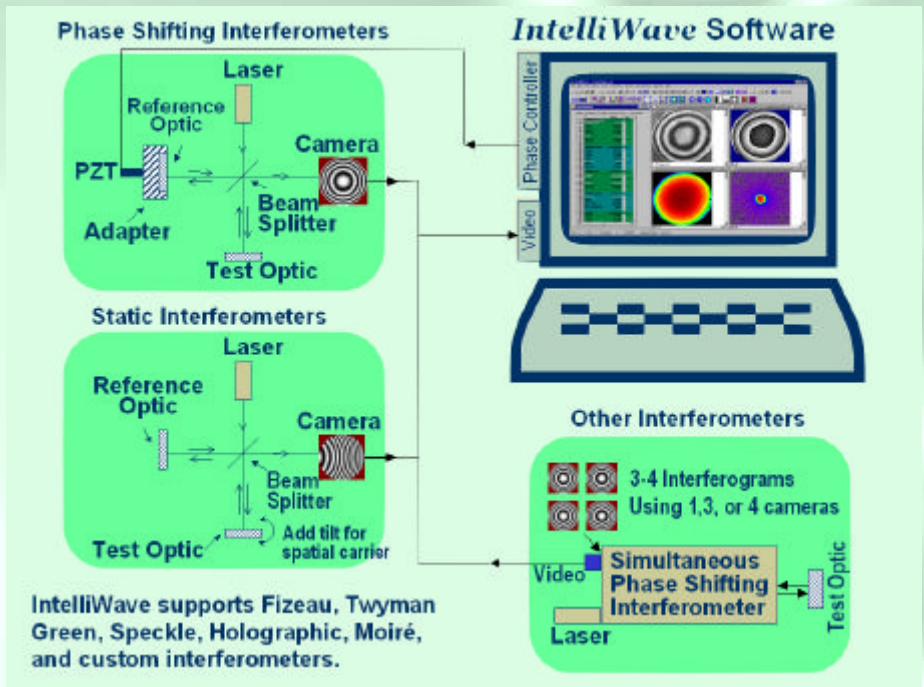 Phase Shifting Interferometers
Laser
Reference
Optic
Camera
PZT
Beam
Splitter
Adapter
Test Optic
IntelliWave Software
Phase Controller
Video
Static Interferometers
Laser
Reference
Optic
Camera
Beam
Splitter
Add tilt for
spatial carrier
Test Optic
Other Interferometers
3-4 Interferograms
Using 1,3, or 4 cameras
Video
Simultaneous
Phase Shifting
Interferometer
Test Optic
Laser
IntelliWave supports Fizeau, Twyman
Green, Speckle, Holographic, Moiré,
and custom interferometers.